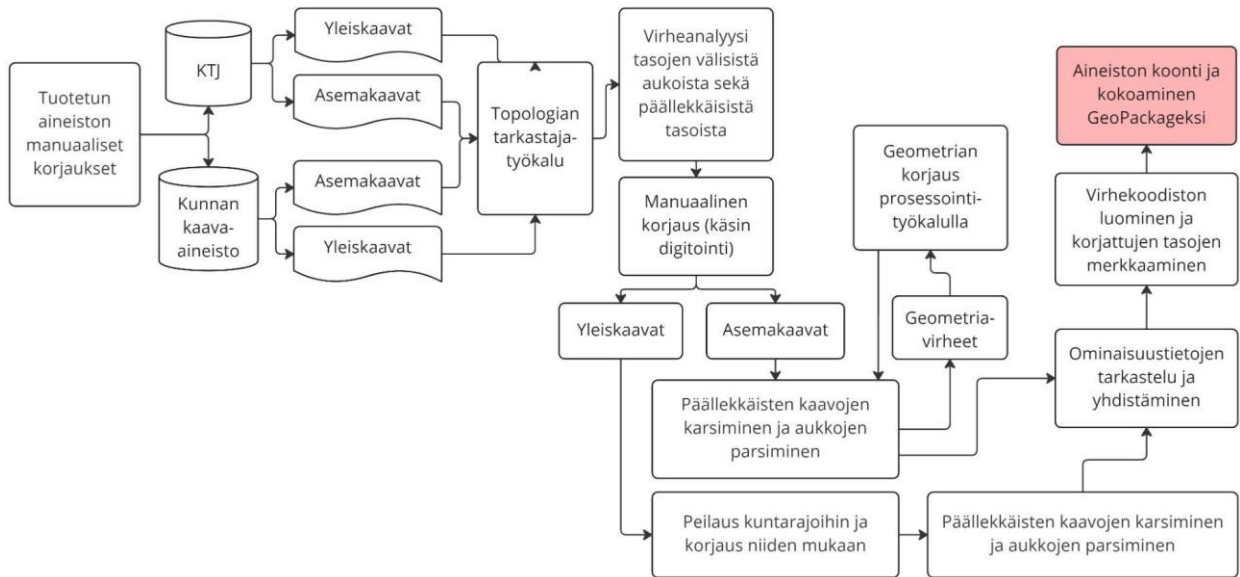 Tuotetun
aineiston
manuaaliset
korjaukset
KTJ
Kunnan
kaava-
aineisto
Yleiskaavat
Asemakaavat
Asemakaavat
Yleiskaavat
Topologian
tarkastaja-
työkalu
Virheanalyysi
tasojen välisistä
aukoista sekä
päällekkäisistä
tasoista
Manuaalinen
korjaus (käsin
digitointi)
Yleiskaavat
Asemakaavat
Päällekkäisten kaavojen
karsiminen ja aukkojen
parsiminen
Geometria-
virheet
Geometrian
korjaus
prosessointi-
työkalulla
Peilaus kuntarajoihin ja
korjaus niiden mukaan
Päällekkäisten kaavojen karsiminen
ja aukkojen parsiminen
Ominaisuustietojen
tarkastelu ja
yhdistäminen
Virhekoodiston
luominen ja
korjattujen tasojen
merkkaaminen
Aineiston koonti ja
kokoaminen
GeoPackageksi